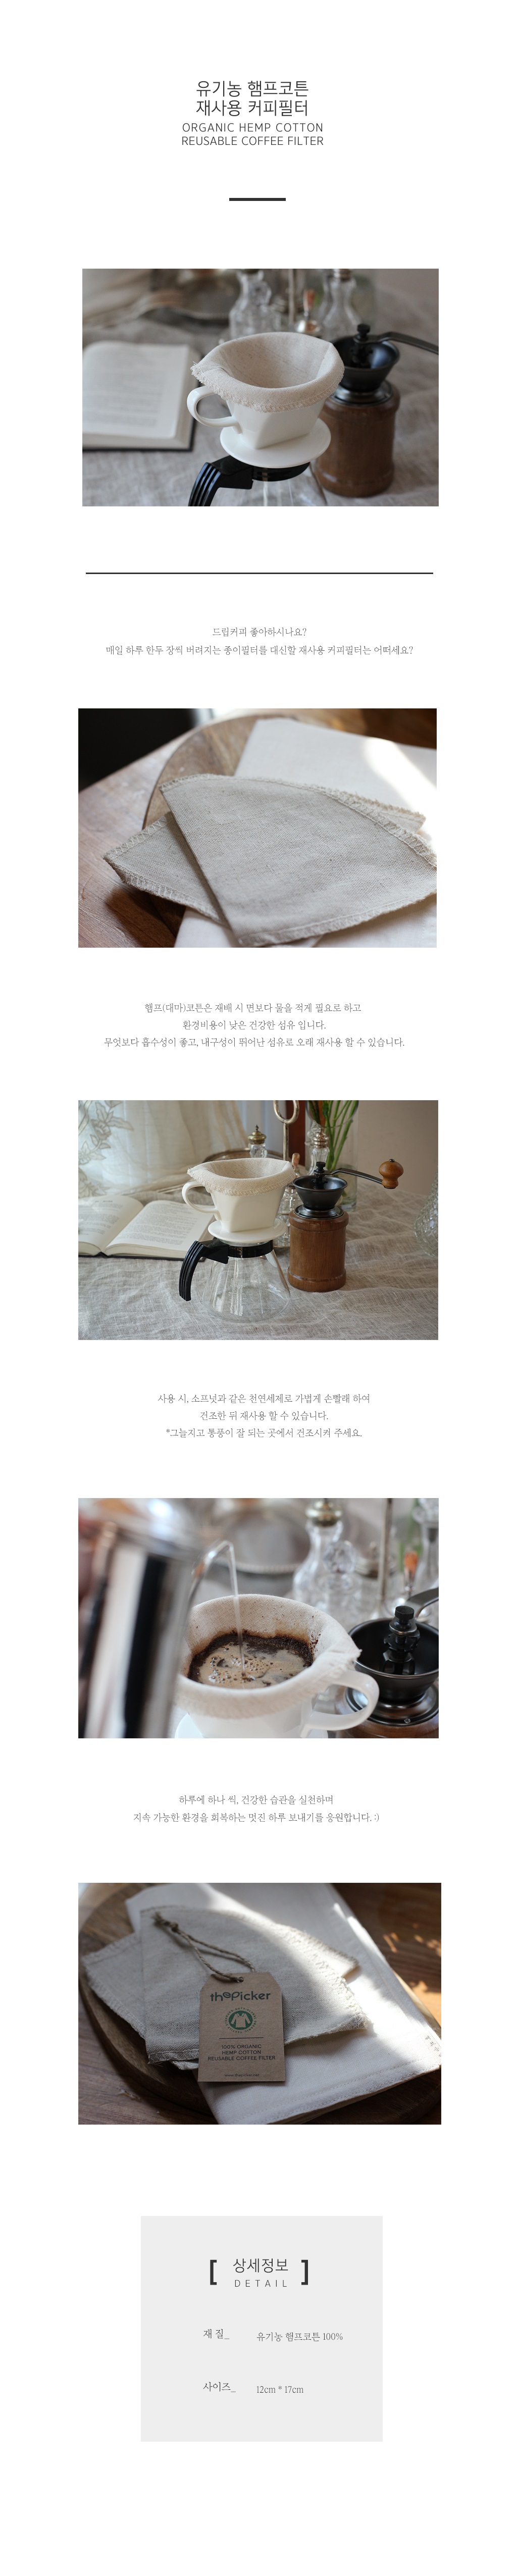 유기농 햄프코튼
재사용 커피필터
ORGANIC HEMP COTTON
REUSABLE COFFEE FILTER
드립커피 좋아하시나요?
매일 하루 한두 장씩 버려지는 종이필터를 대신할 재사용 커피필터는 어떠세요?
햄프(대마)코튼은 재배 시 면보다 물을 적게 필요로 하고
환경비용이 낮은 건강한 섬유 입니다.
무엇보다 흡수성이 좋고, 내구성이 뛰어난 섬유로 오래 재사용 할 수 있습니다.
사용 시, 소프넛과 같은 천연세제로 가볍게 손빨래 하여
건조한 뒤 재사용 할 수 있습니다.
*그늘지고 통풍이 잘 되는 곳에서 건조시켜 주세요.
하루에 하나 씩, 건강한 습관을 실천하며
지속 가능한 환경을 회복하는 멋진 하루 보내기를 응원합니다. :)
thePicker
100% ORGANIC
HEMP COTTON
REUSABLE COFFEE FILTER
[ 상세정보 ]
DETAIL
재 질_ 유기농 햄프코튼 100%
사이즈_ 12cm * 17cm